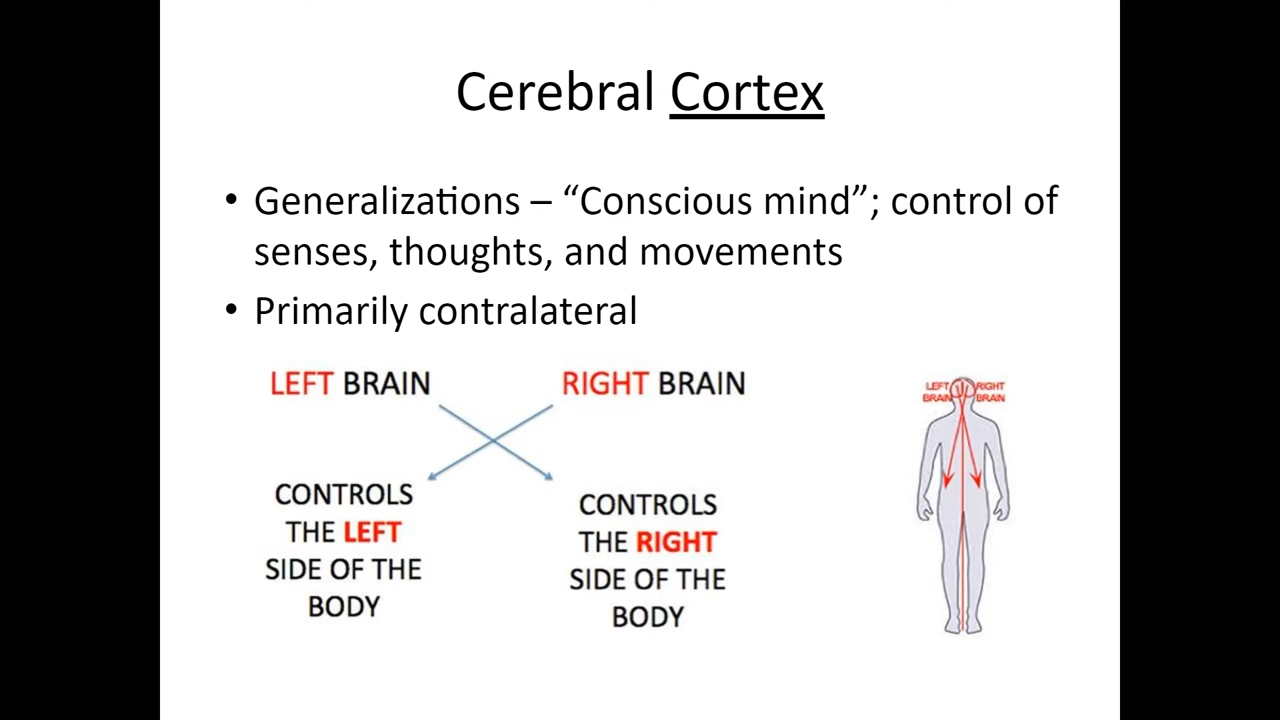 Cerebral Cortex
• Generalizations – “Conscious mind”; control of
senses, thoughts, and movements
• Primarily contralateral
LEFT BRAIN
RIGHT BRAIN
CONTROLS
THE LEFT
SIDE OF THE
BODY
CONTROLS
THE RIGHT
SIDE OF THE
BODY
LEFT
BRAIN
RIGHT
BRAIN